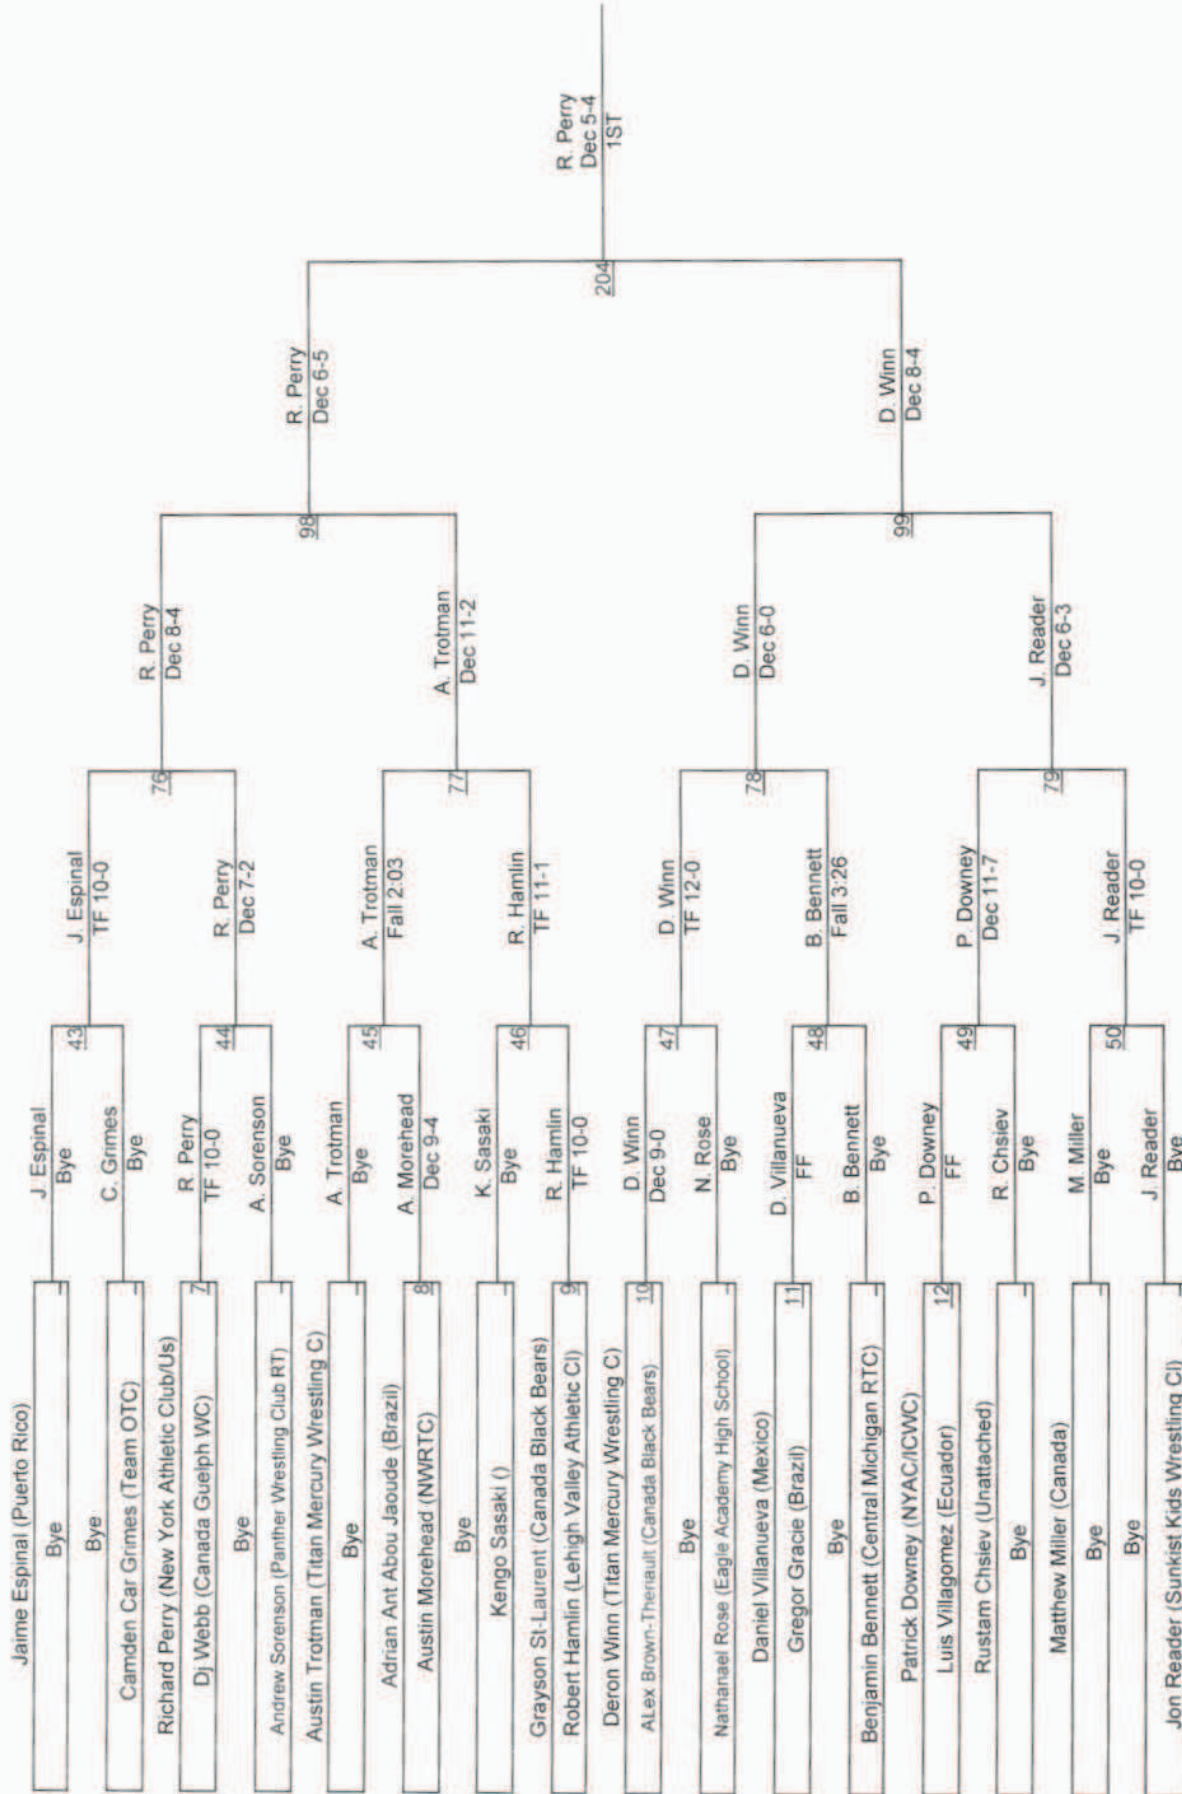 Jaime Espinal (Puerto Rico)
Bye
Bye
Camden Car Grimes (Team OTC)
Richard Perry (New York Athletic Club/Us)
7
Dj Webb (Canada Guelph WC)
Bye
Andrew Sorenson (Panther Wrestling Club RT)
Austin Trotman (Titan Mercury Wrestling C)
Bye
Adrian Ant Abou Jaoude (Brazil)
8
Austin Morehead (NWRTC)
Bye
Kengo Sasaki ()
Grayson St-Laurent (Canada Black Bears)
9
Robert Hamlin (Lehigh Valley Athletic Cl)
Deron Winn (Titan Mercury Wrestling C)
10
ALex Brown-Theriault (Canada Black Bears)
Bye
Nathanael Rose (Eagle Academy High School)
Daniel Villanueva (Mexico)
11
Gregor Gracie (Brazil)
Bye
Benjamin Bennett (Central Michigan RTC)
Patrick Downey (NYAC/ICWC)
12
Luis Villagomez (Ecuador)
Rustam Chsiev (Unattached)
Bye
Matthew Miller (Canada)
Bye
Bye
Jon Reader (Sunkist Kids Wrestling Cl)
J. Espinal
Bye
43
C. Grimes
Bye
R. Perry
TF 10-0
44
A. Sorenson
Bye
A. Trotman
Bye
45
A. Morehead
Dec 9-4
K. Sasaki
Bye
46
R. Hamlin
TF 10-0
D. Winn
Dec 9-0
47
N. Rose
Bye
D. Villanueva
FF
48
B. Bennett
Bye
P. Downey
FF
49
R. Chsiev
Bye
M. Miller
Bye
50
J. Reader
Bye
J. Espinal
TF 10-0
76
R. Perry
Dec 7-2
A. Trotman
Fall 2:03
77
R. Hamlin
TF 11-1
D. Winn
TF 12-0
78
B. Bennett
Fall 3:26
P. Downey
Dec 11-7
79
J. Reader
TF 10-0
R. Perry
Dec 8-4
98
A. Trotman
Dec 11-2
D. Winn
Dec 6-0
99
J. Reader
Dec 6-3
R. Perry
Dec 6-5
204
D. Winn
Dec 8-4
R. Perry
Dec 5-4
1ST